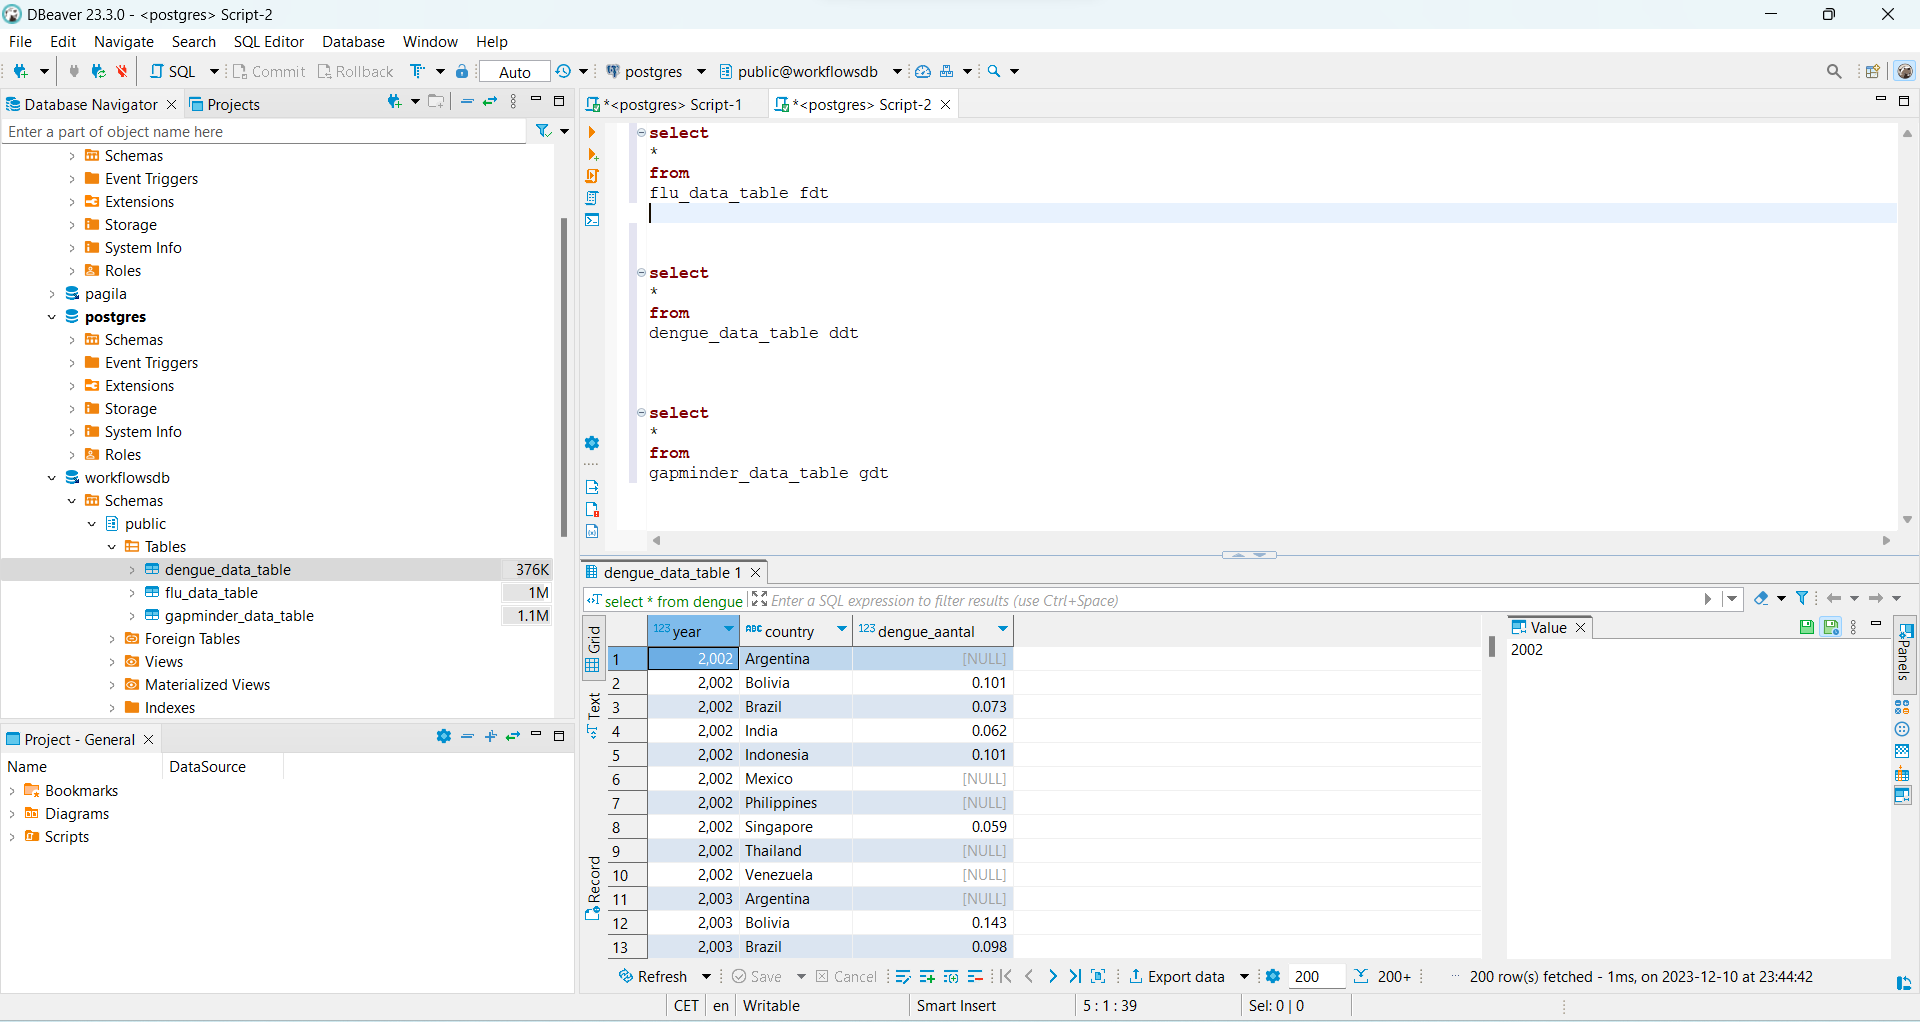 DBeaver 23.3.0 - <postgres> Script-2
File Edit Navigate Search SQL Editor Database Window Help
SQL Commit Rollback Auto postgres public@workflowsdb
Database Navigator Projects
Enter a part of object name here
Schemas
Event Triggers
Extensions
Storage
System Info
Roles
pagila
postgres
Schemas
Event Triggers
Extensions
Storage
System Info
Roles
workflowsdb
Schemas
public
Tables
dengue_data_table 376K
flu_data_table 1M
gapminder_data_table 1.1M
Foreign Tables
Views
Materialized Views
Indexes
Project - General
Name DataSource
Bookmarks
Diagrams
Scripts
*<postgres> Script-1 *<postgres> Script-2
select
*
from
flu_data_table fdt
select
*
from
dengue_data_table ddt
select
*
from
gapminder_data_table gdt
dengue_data_table 1
select * from dengue Enter a SQL expression to filter results (use Ctrl+Space)
Grid
Text
Record
123 year ABC country 123 dengue_aantal
1 2,002 Argentina [NULL]
2 2,002 Bolivia 0.101
3 2,002 Brazil 0.073
4 2,002 India 0.062
5 2,002 Indonesia 0.101
6 2,002 Mexico [NULL]
7 2,002 Philippines [NULL]
8 2,002 Singapore 0.059
9 2,002 Thailand [NULL]
10 2,002 Venezuela [NULL]
11 2,003 Argentina [NULL]
12 2,003 Bolivia 0.143
13 2,003 Brazil 0.098
Value
2002
Panels
Refresh Save Cancel Export data 200 200+ ... 200 row(s) fetched - 1ms, on 2023-12-10 at 23:44:42
CET en Writable Smart Insert 5 : 1 : 39 Sel: 0 | 0